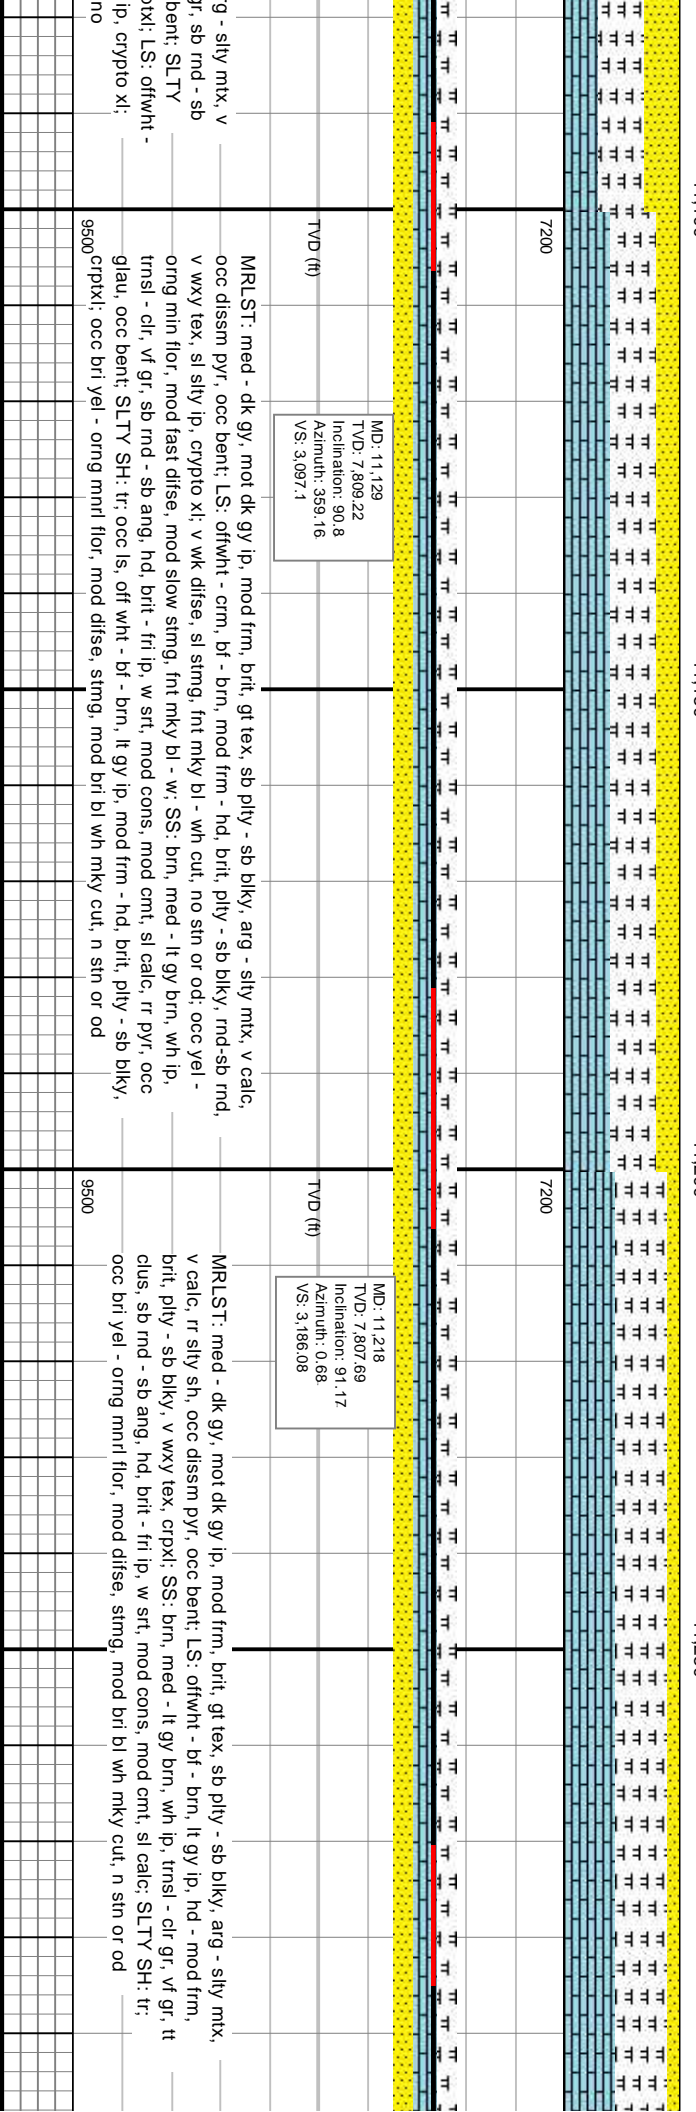 rg - slty mtx, v
gr, sb rnd - sb
bent; SLTY
ptxl; LS: offwht -
ip, crypto xl;
no
7200
TVD (ft)
9500
MD: 11,129
TVD: 7,809.22
Inclination: 90.8
Azimuth: 359.16
VS: 3,097.1
MRLST: med - dk gy, mot dk gy ip, mod frm, brit, gt tex, sb plty - sb blky, arg - slty mtx, v calc,
occ dissm pyr, occ bent; LS: offwht - crm, bf - brn, mod frm - hd, brit, plty - sb blky, rnd-sb rnd,
v wxy tex, sl slty ip, crypto xl; v wk difse, sl stmg, fnt mky bl - wh cut, no stn or od; occ yel -
orng min flor, mod fast difse, mod slow stmg, fnt mky bl - w; SS: brn, med - lt gy brn, wh ip,
trnsl - clr, vf gr, sb rnd - sb ang, hd, brit - fri ip, w srt, mod cons, mod cmt, sl calc, rr pyr, occ
glau, occ bent; SLTY SH: tr; occ ls, off wht - bf - brn, lt gy ip, mod frm - hd, brit, plty - sb blky,
crptxl; occ bri yel - orng mnrl flor, mod difse, stmg, mod bri bl wh mky cut, n stn or od
7200
TVD (ft)
9500
MD: 11,218
TVD: 7,807.69
Inclination: 91.17
Azimuth: 0.68
VS: 3,186.08
MRLST: med - dk gy, mot dk gy ip, mod frm, brit, gt tex, sb plty - sb blky, arg - slty mtx,
v calc, rr slty sh, occ dissm pyr, occ bent; LS: offwht - bf - brn, lt gy ip, hd - mod frm,
brit, plty - sb blky, v wxy tex, crpxl; SS: brn, med - lt gy brn, wh ip, trnsl - clr gr, vf gr, tt
clus, sb rnd - sb ang, hd, brit - fri ip, w srt, mod cons, mod cmt, sl calc; SLTY SH: tr;
occ bri yel - orng mnrl flor, mod difse, stmg, mod bri bl wh mky cut, n stn or od